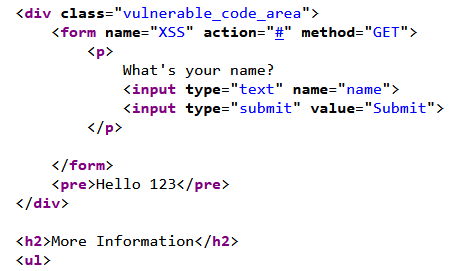 <div class="vulnerable_code_area">
<form name="XSS" action="#" method="GET">
<p>
What's your name?
<input type="text" name="name">
<input type="submit" value="Submit">
</p>
</form>
<pre>Hello 123</pre>
</div>
<h2>More Information</h2>
<ul>